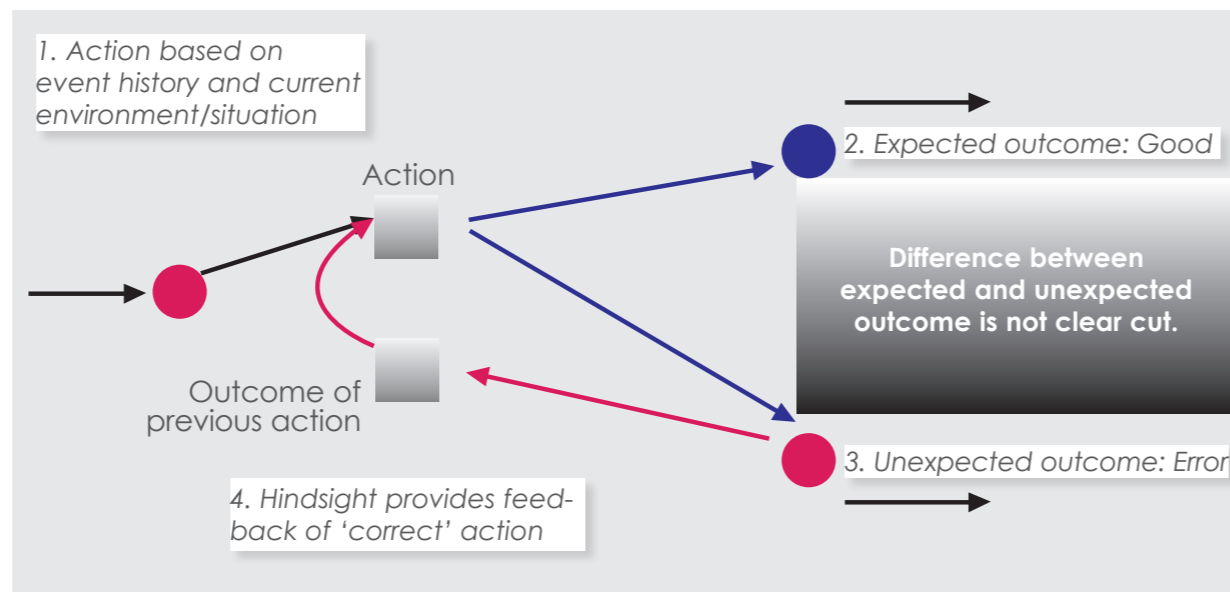 1. Action based on
event history and current
environment/situation
Action
2. Expected outcome: Good
Difference between
expected and unexpected
outcome is not clear cut.
Outcome of
previous action
3. Unexpected outcome: Error
4. Hindsight provides feed-
back of ‘correct’ action